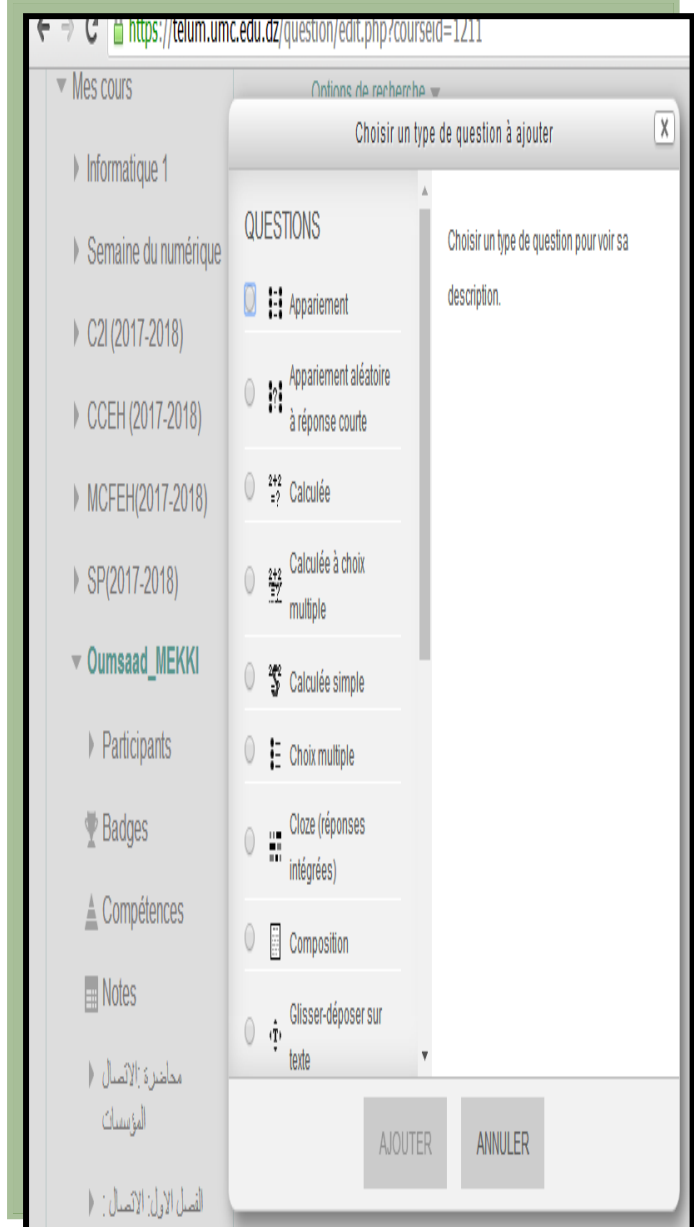 https://telum.umc.edu.dz/question/edit.php?courseid=1211
Mes cours
Informatique 1
Semaine du numérique
C2I (2017-2018)
CCEH (2017-2018)
MCFEH(2017-2018)
SP(2017-2018)
Oumsaad_MEKKI
Participants
Badges
Compétences
Notes
محاضرة :الاتصال
المؤسسات
الفصل الاول: الاتصال :
Options de recherche
Choisir un type de question à ajouter
X
QUESTIONS
Appariement
Appariement aléatoire
à réponse courte
2+2
=?
Calculée
2+2
=?
Calculée à choix
multiple
Calculée simple
Choix multiple
Cloze (réponses
intégrées)
Composition
Glisser-déposer sur
texte
Choisir un type de question pour voir sa
description.
AJOUTER
ANNULER